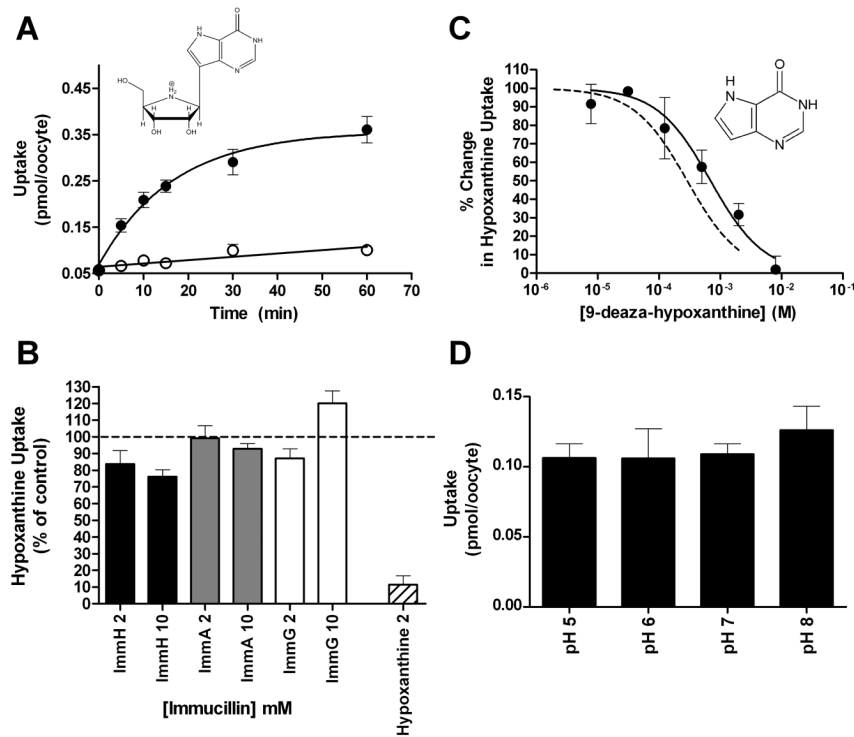 A
O
NH
NH
N
HO
H2
N
⊕
H
H
H
H
OH
OH
Uptake
(pmol/oocyte)
0.45
0.35
0.25
0.15
0.05
0 10 20 30 40 50 60 70
Time (min)
C
O
H
N
NH
N
% Change
in Hypoxanthine Uptake
100
90
80
70
60
50
40
30
20
10
0
10-6 10-5 10-4 10-3 10-2 10-1
[9-deaza-hypoxanthine] (M)
B
Hypoxanthine Uptake
(% of control)
130
120
110
100
90
80
70
60
50
40
30
20
10
0
ImmH 2
ImmH 10
ImmA 2
ImmA 10
ImmG 2
ImmG 10
Hypoxanthine 2
[Immucillin] mM
D
Uptake
(pmol/oocyte)
0.15
0.10
0.05
0.00
pH 5
pH 6
pH 7
pH 8